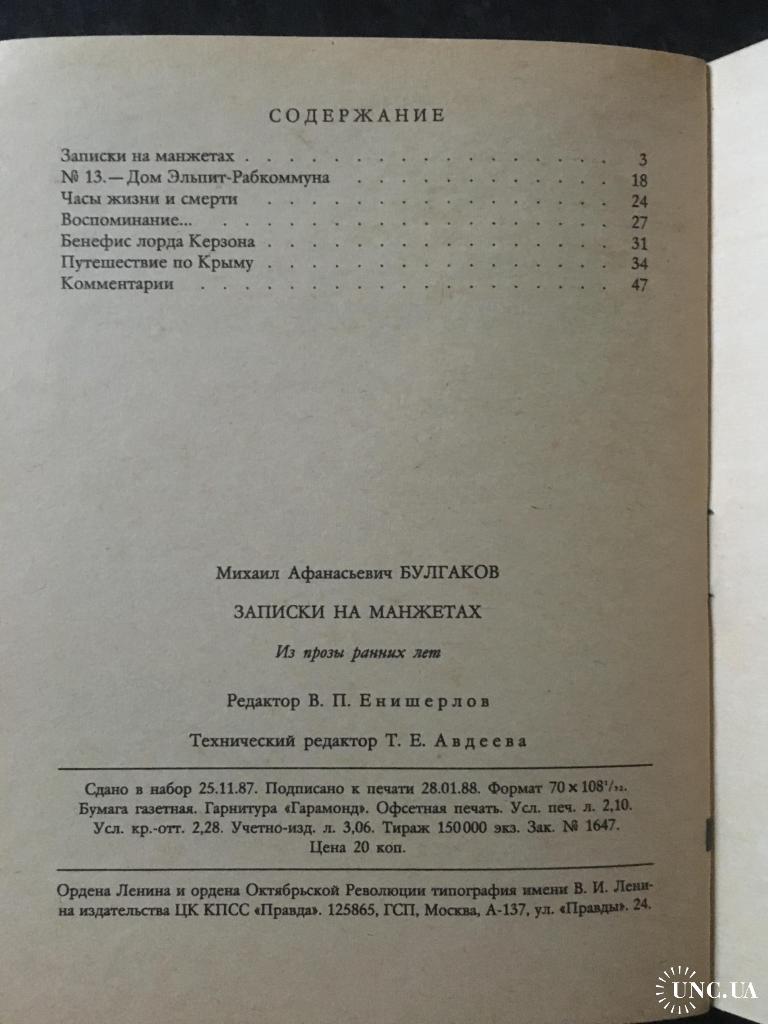 СОДЕРЖАНИЕ
Записки на манжетах . . . . . . . . . . . . . . . . 3
№ 13.—Дом Эльпит-Рабкоммуна . . . . . . . . . . . 18
Часы жизни и смерти . . . . . . . . . . . . . . . 24
Воспоминание... . . . . . . . . . . . . . . . . . 27
Бенефис лорда Керзона . . . . . . . . . . . . . . . 31
Путешествие по Крыму . . . . . . . . . . . . . . . 34
Комментарии . . . . . . . . . . . . . . . . . . 47
Михаил Афанасьевич БУЛГАКОВ
ЗАПИСКИ НА МАНЖЕТАХ
Из прозы ранних лет
Редактор В. П. Енишерлов
Технический редактор Т. Е. Авдеева
Сдано в набор 25.11.87. Подписано к печати 28.01.88. Формат 70 × 108¹/₃₂.
Бумага газетная. Гарнитура «Гарамонд». Офсетная печать. Усл. печ. л. 2,10.
Усл. кр.-отт. 2,28. Учетно-изд. л. 3,06. Тираж 150 000 экз. Зак. № 1647.
Цена 20 коп.
Ордена Ленина и ордена Октябрьской Революции типография имени В. И. Лени-
на издательства ЦК КПСС «Правда». 125865, ГСП, Москва, А-137, ул. «Правды». 24.
UNC.UA